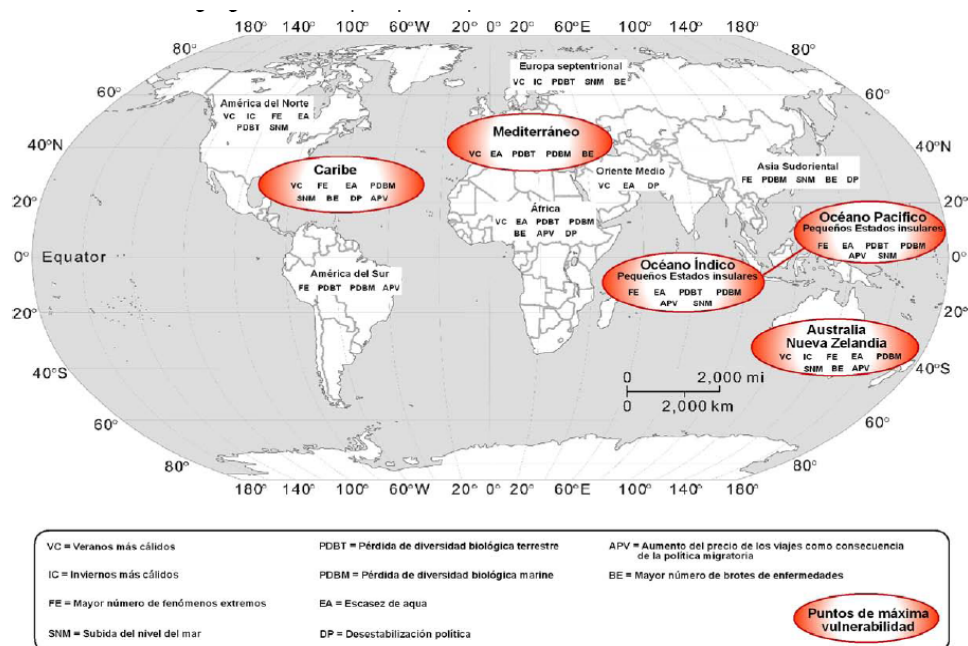 180° 140° 100° 60°W 20° 0° 20° 60°E 100° 140° 180°
80° 80°
60° 60°
40°N 40°N
20° 20°
Equator 0° 0°
20° 20°
40°S 40°S
60° 60°
80° 80°
180° 140° 100° 60°W 20° 0° 20° 60°E 100° 140° 180°
Europa septentrional
VC IC PDBT SNM BE
América del Norte
VC IC FE EA
PDBT SNM
Mediterráneo
VC EA PDBT PDBM BE
Caribe
VC FE EA PDBM
SNM BE DP APV
Oriente Medio
VC EA DP
Asia Sudoriental
FE PDBM SNM BE DP
África
VC EA PDBT PDBM
BE APV DP
Océano Pacifico
Pequeños Estados insulares
FE EA PDBT PDBM
APV SNM
América del Sur
FE PDBT PDBM APV
Océano Índico
Pequeños Estados insulares
FE EA PDBT PDBM
APV SNM
Australia
Nueva Zelandia
VC IC FE EA PDBM
SNM BE APV
0 2,000 mi
0 2,000 km
VC = Veranos más cálidos
IC = Inviernos más cálidos
FE = Mayor número de fenómenos extremos
SNM = Subida del nivel del mar
PDBT = Pérdida de diversidad biológica terrestre
PDBM = Pérdida de diversidad biológica marine
EA = Escasez de aqua
DP = Desestabilización política
APV = Aumento del precio de los viajes como consecuencia
de la política migratoria
BE = Mayor número de brotes de enfermedades
Puntos de máxima
vulnerabilidad